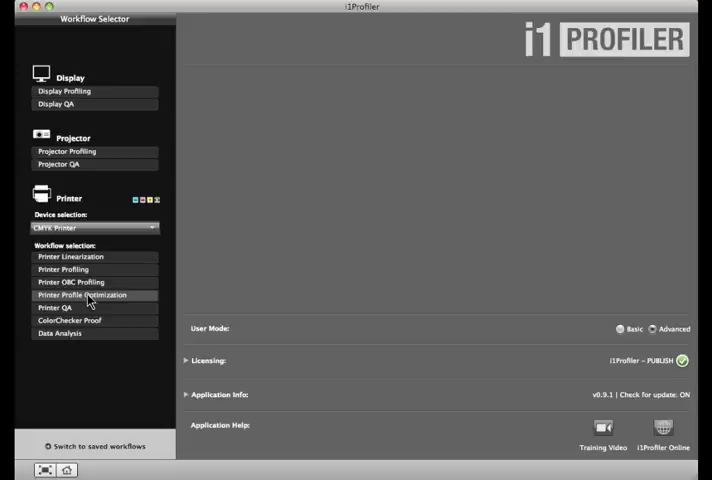 i1Profiler
Workflow Selector
i1 PROFILER
Display
Display Profiling
Display QA
Projector
Projector Profiling
Projector QA
Printer
Device selection:
CMYK Printer
Workflow selection:
Printer Linearization
Printer Profiling
Printer OBC Profiling
Printer Profile Optimization
Printer QA
ColorChecker Proof
Data Analysis
Switch to saved workflows
User Mode:
Basic Advanced
Licensing:
i1Profiler - PUBLISH
Application Info:
v0.9.1 | Check for update: ON
Application Help:
Training Video
i1Profiler Online